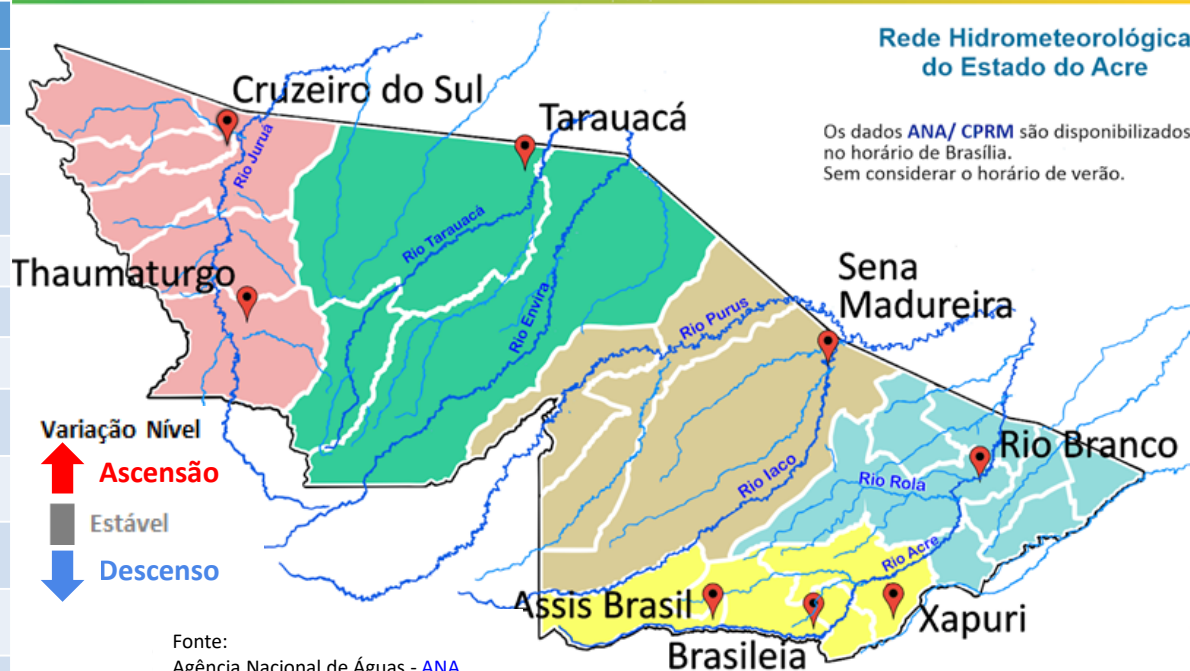 Rede Hidrometeorológica
do Estado do Acre
Os dados ANA/ CPRM são disponibilizados
no horário de Brasília.
Sem considerar o horário de verão.
Cruzeiro do Sul
Tarauacá
Rio Juruá
Rio Tarauacá
Thaumaturgo
Rio Envira
Sena
Madureira
Rio Purus
Variação Nível
Ascensão
Estável
Descenso
Rio Branco
Rio Iaco
Rio Rola
Rio Acre
Assis Brasil
Xapuri
Brasileia
Fonte:
Agência Nacional de Águas - ANA